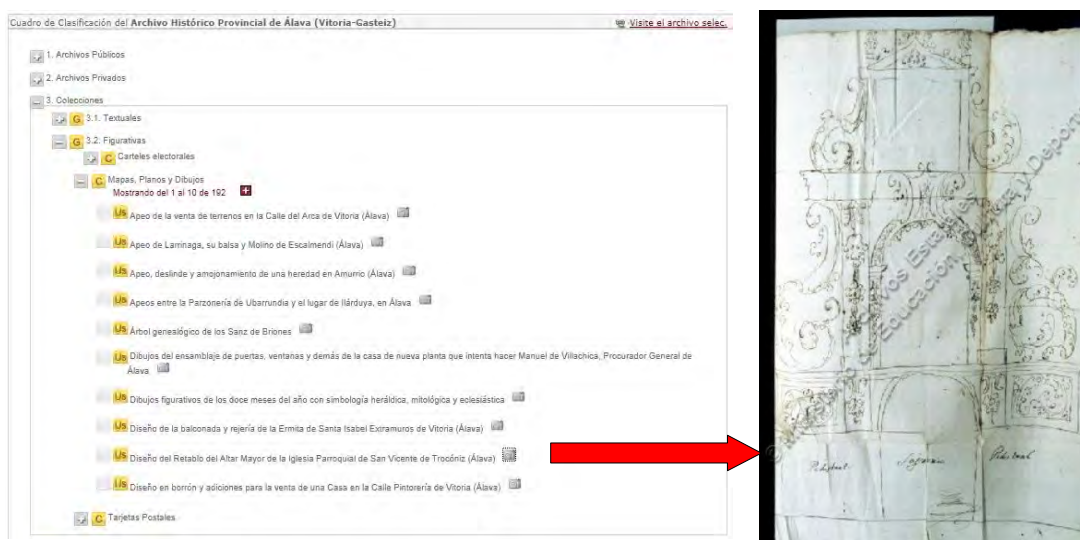 Cuadro de Clasificación del Archivo Histórico Provincial de Álava (Vitoria-Gasteiz)
Visite el archivo selec.
1. Archivos Públicos
2. Archivos Privados
3. Colecciones
G 3.1. Textuales
G 3.2. Figurativas
C Carteles electorales
C Mapas, Planos y Dibujos
Mostrando del 1 al 10 de 192
Us Apeo de la venta de terrenos en la Calle del Arca de Vitoria (Álava)
Us Apeo de Larrinaga, su balsa y Molino de Escalmendi (Álava)
Us Apeo, deslinde y amojonamiento de una heredad en Amurrio (Álava)
Us Apeos entre la Parzonería de Ubarrundia y el lugar de Ilárduya, en Álava
Us Árbol genealógico de los Sanz de Briones
Us Dibujos del ensamblaje de puertas, ventanas y demás de la casa de nueva planta que intenta hacer Manuel de Villachica, Procurador General de
Álava
Us Dibujos figurativos de los doce meses del año con simbología heráldica, mitológica y eclesiástica
Us Diseño de la balconada y rejería de la Ermita de Santa Isabel Extramuros de Vitoria (Álava)
Us Diseño del Retablo del Altar Mayor de la Iglesia Parroquial de San Vicente de Trocóniz (Álava)
Us Diseño en borrón y adiciones para la venta de una Casa en la Calle Pintorería de Vitoria (Álava)
C Tarjetas Postales
Pedestal
Pedestal